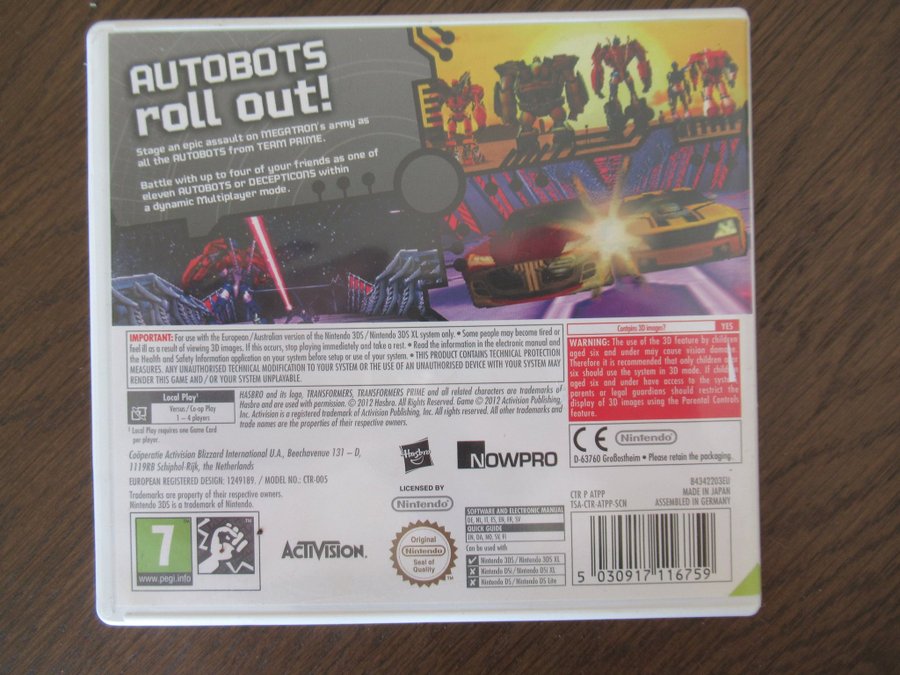 AUTOBOTS
roll out!
Stage an epic assault on MEGATRON's army as
all the AUTOBOTS from TEAM PRIME.
Battle with up to four of your friends as one of
eleven AUTOBOTS or DECEPTICONS within
a dynamic Multiplayer mode.
IMPORTANT: For use with the European/Australian version of the Nintendo 3DS/Nintendo 3DS XL system only. • Some people may become tired or
feel ill as a result of viewing 3D images. If this occurs, stop playing immediately and take a rest. • Read the information in the electronic manual and
the Health and Safety Information application on your system before setup or use of your system. • THIS PRODUCT CONTAINS TECHNICAL PROTECTION
MEASURES. ANY UNAUTHORISED TECHNICAL MODIFICATION TO YOUR SYSTEM OR THE USE OF AN UNAUTHORISED DEVICE WITH YOUR SYSTEM MAY
RENDER THIS GAME AND/OR YOUR SYSTEM UNPLAYABLE.
Contains 3D images? YES
WARNING: The use of the 3D feature by children
aged six and under may cause vision damage.
Therefore it is recommended that only children over
six should use the system in 3D mode. If children
aged six and under have access to the system
parents or legal guardians should restrict the
display of 3D images using the Parental Controls
feature.
Local Play¹
Versus/Co-op Play
1 – 4 players
¹ Local Play requires one Game Card
per player.
HASBRO and its logo, TRANSFORMERS, TRANSFORMERS PRIME and all related characters are trademarks of
Hasbro and are used with permission. © 2012 Hasbro. All Rights Reserved. Game © 2012 Activision Publishing,
Inc. Activision is a registered trademark of Activision Publishing, Inc. All rights reserved. All other trademarks and
trade names are the properties of their respective owners.
CE Nintendo
D-63760 Großostheim • Please retain the packaging.
Coöperatie Activision Blizzard International U.A., Beechavenue 131 – D,
1119RB Schiphol-Rijk, the Netherlands
EUROPEAN REGISTERED DESIGN: 1249189. / MODEL NO.: CTR-005
Trademarks are property of their respective owners.
Nintendo 3DS is a trademark of Nintendo.
Hasbro
NOWPRO
LICENSED BY
Nintendo
7
www.pegi.info
ACTIVISION.
Original
Nintendo
Seal of
Quality
SOFTWARE AND ELECTRONIC MANUAL
DE, NL, IT, ES, EN, FR, SV
QUICK GUIDE
EN, DA, NO, SV, FI
Can be used with
Nintendo 3DS/Nintendo 3DS XL
Nintendo DSi/Nintendo DSi XL
Nintendo DS/Nintendo DS Lite
84342203EU
CTR P ATPP MADE IN JAPAN
TSA-CTR-ATPP-SCN ASSEMBLED IN GERMANY
5 030917 116759